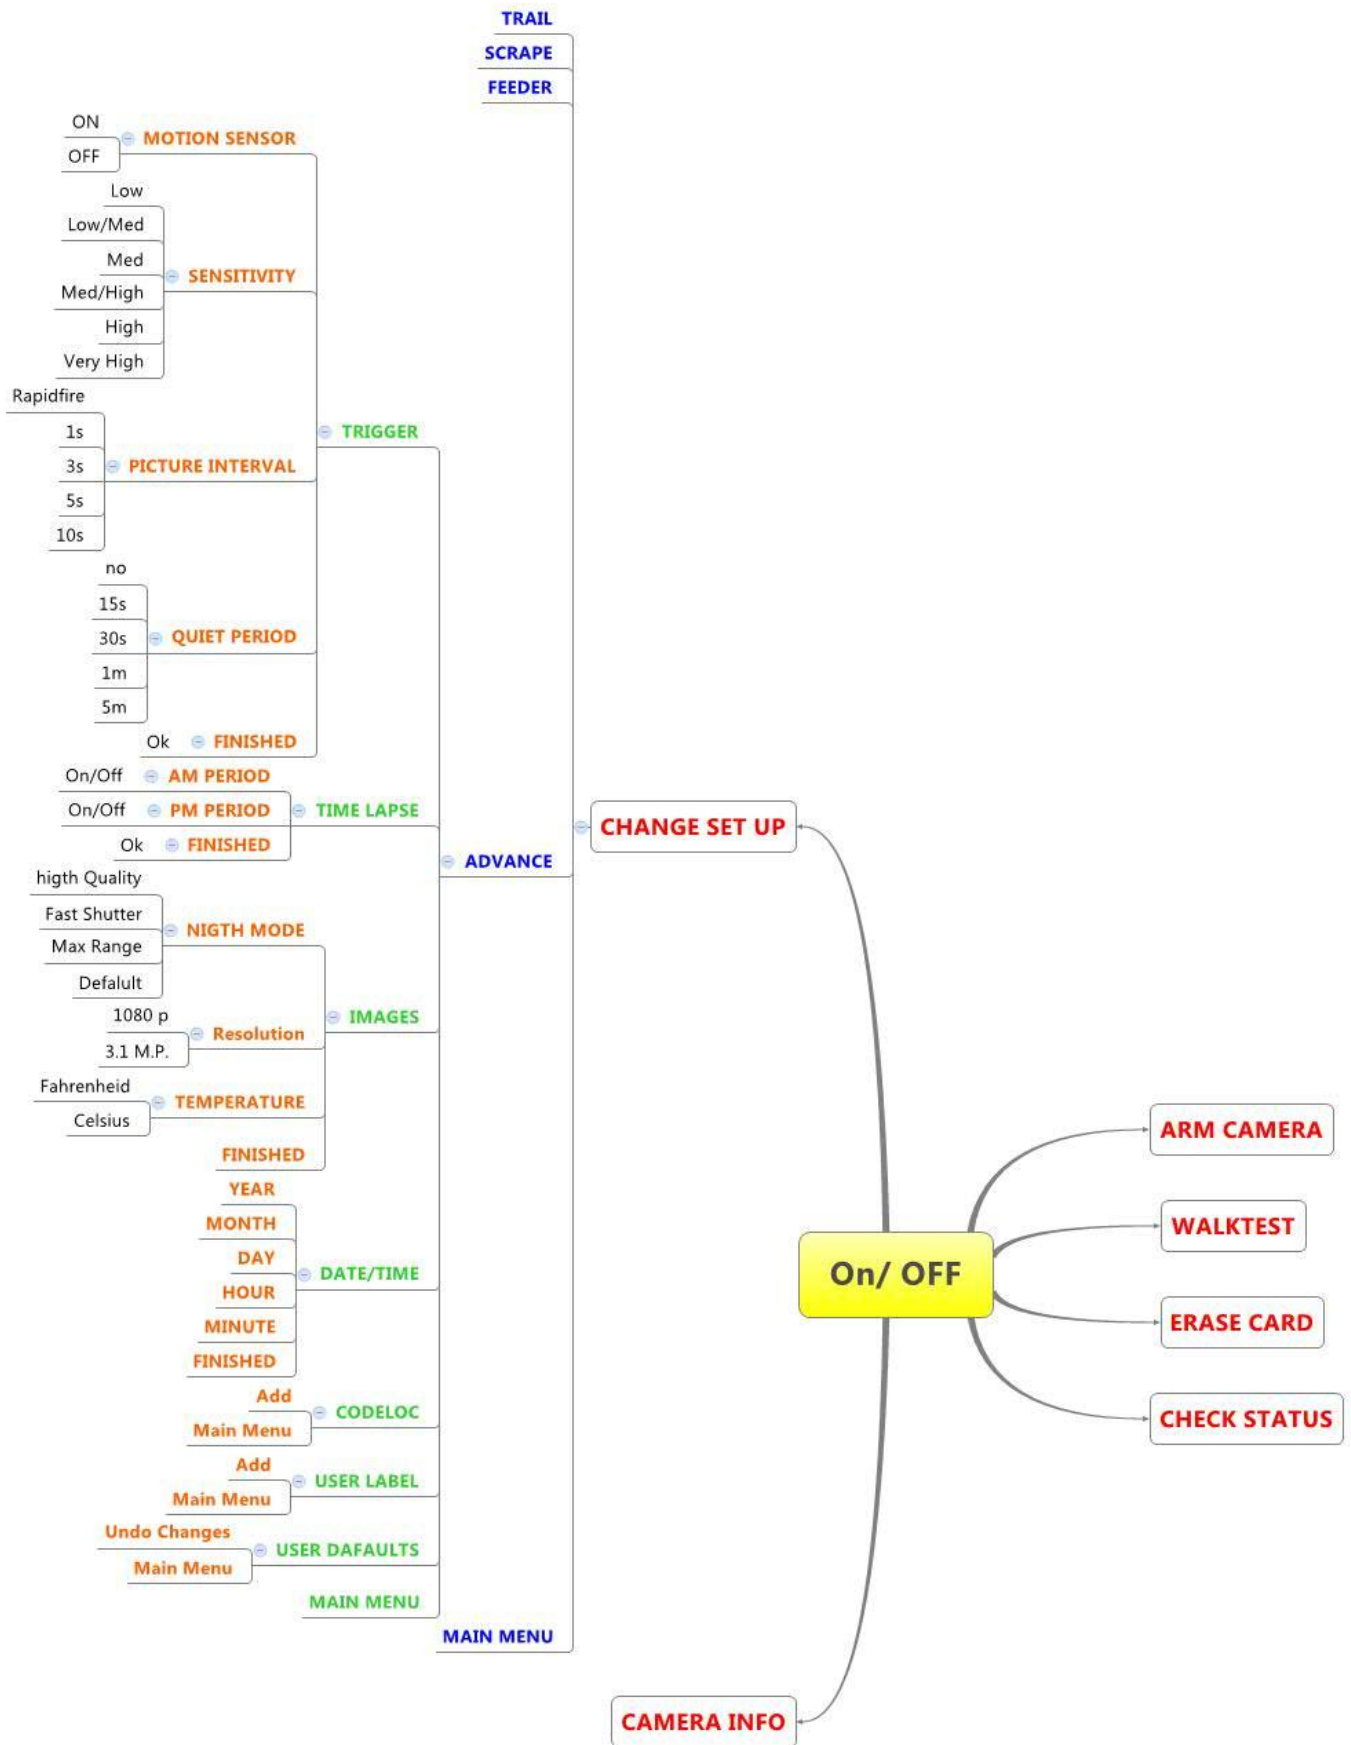 TRAIL
SCRAPE
FEEDER
ON
MOTION SENSOR
OFF
Low
Low/Med
Med
SENSITIVITY
Med/High
High
Very High
Rapidfire
1s
TRIGGER
3s
PICTURE INTERVAL
5s
10s
no
15s
30s
QUIET PERIOD
1m
5m
Ok
FINISHED
On/Off
AM PERIOD
On/Off
PM PERIOD
TIME LAPSE
Ok
FINISHED
CHANGE SET UP
ADVANCE
higth Quality
Fast Shutter
NIGTH MODE
Max Range
Defalult
1080 p
Resolution
IMAGES
3.1 M.P.
Fahrenheid
TEMPERATURE
Celsius
FINISHED
YEAR
MONTH
DAY
DATE/TIME
HOUR
MINUTE
FINISHED
Add
CODELOC
Main Menu
Add
USER LABEL
Main Menu
Undo Changes
USER DAFAULTS
Main Menu
MAIN MENU
MAIN MENU
On/ OFF
ARM CAMERA
WALKTEST
ERASE CARD
CHECK STATUS
CAMERA INFO